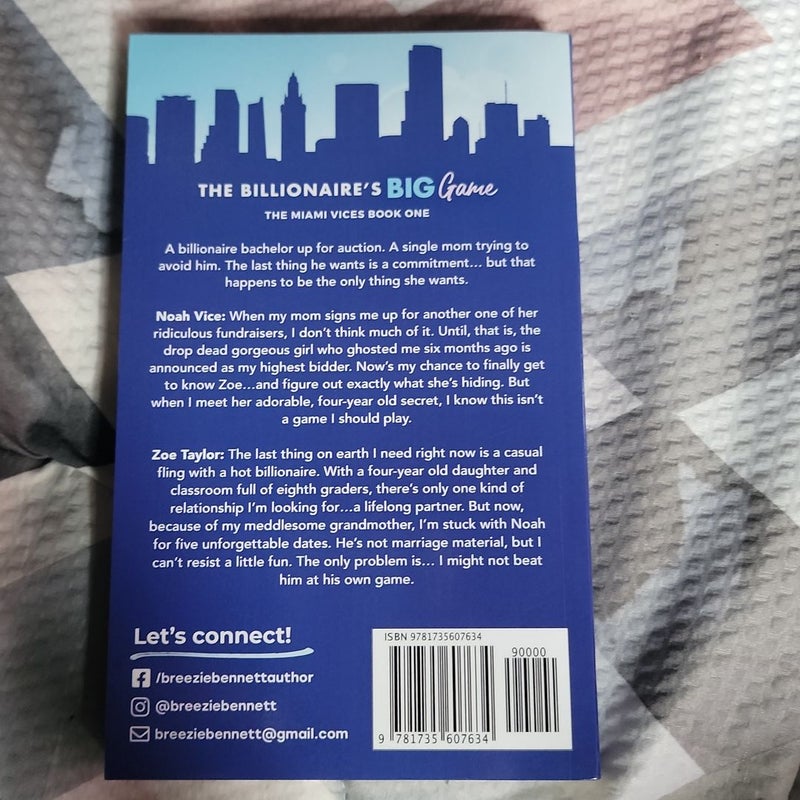 THE BILLIONAIRE'S BIG Game
THE MIAMI VICES BOOK ONE
A billionaire bachelor up for auction. A single mom trying to
avoid him. The last thing he wants is a commitment... but that
happens to be the only thing she wants.
Noah Vice: When my mom signs me up for another one of her
ridiculous fundraisers, I don't think much of it. Until, that is, the
drop dead gorgeous girl who ghosted me six months ago is
announced as my highest bidder. Now's my chance to finally get
to know Zoe...and figure out exactly what she's hiding. But
when I meet her adorable, four-year old secret, I know this isn't
a game I should play.
Zoe Taylor: The last thing on earth I need right now is a casual
fling with a hot billionaire. With a four-year old daughter and
classroom full of eighth graders, there's only one kind of
relationship I'm looking for...a lifelong partner. But now,
because of my meddlesome grandmother, I'm stuck with Noah
for five unforgettable dates. He's not marriage material, but I
can't resist a little fun. The only problem is... I might not beat
him at his own game.
Let's connect!
/breeziebennettauthor
@breeziebennett
breeziebennett@gmail.com
ISBN 9781735607634
90000
9 781735 607634